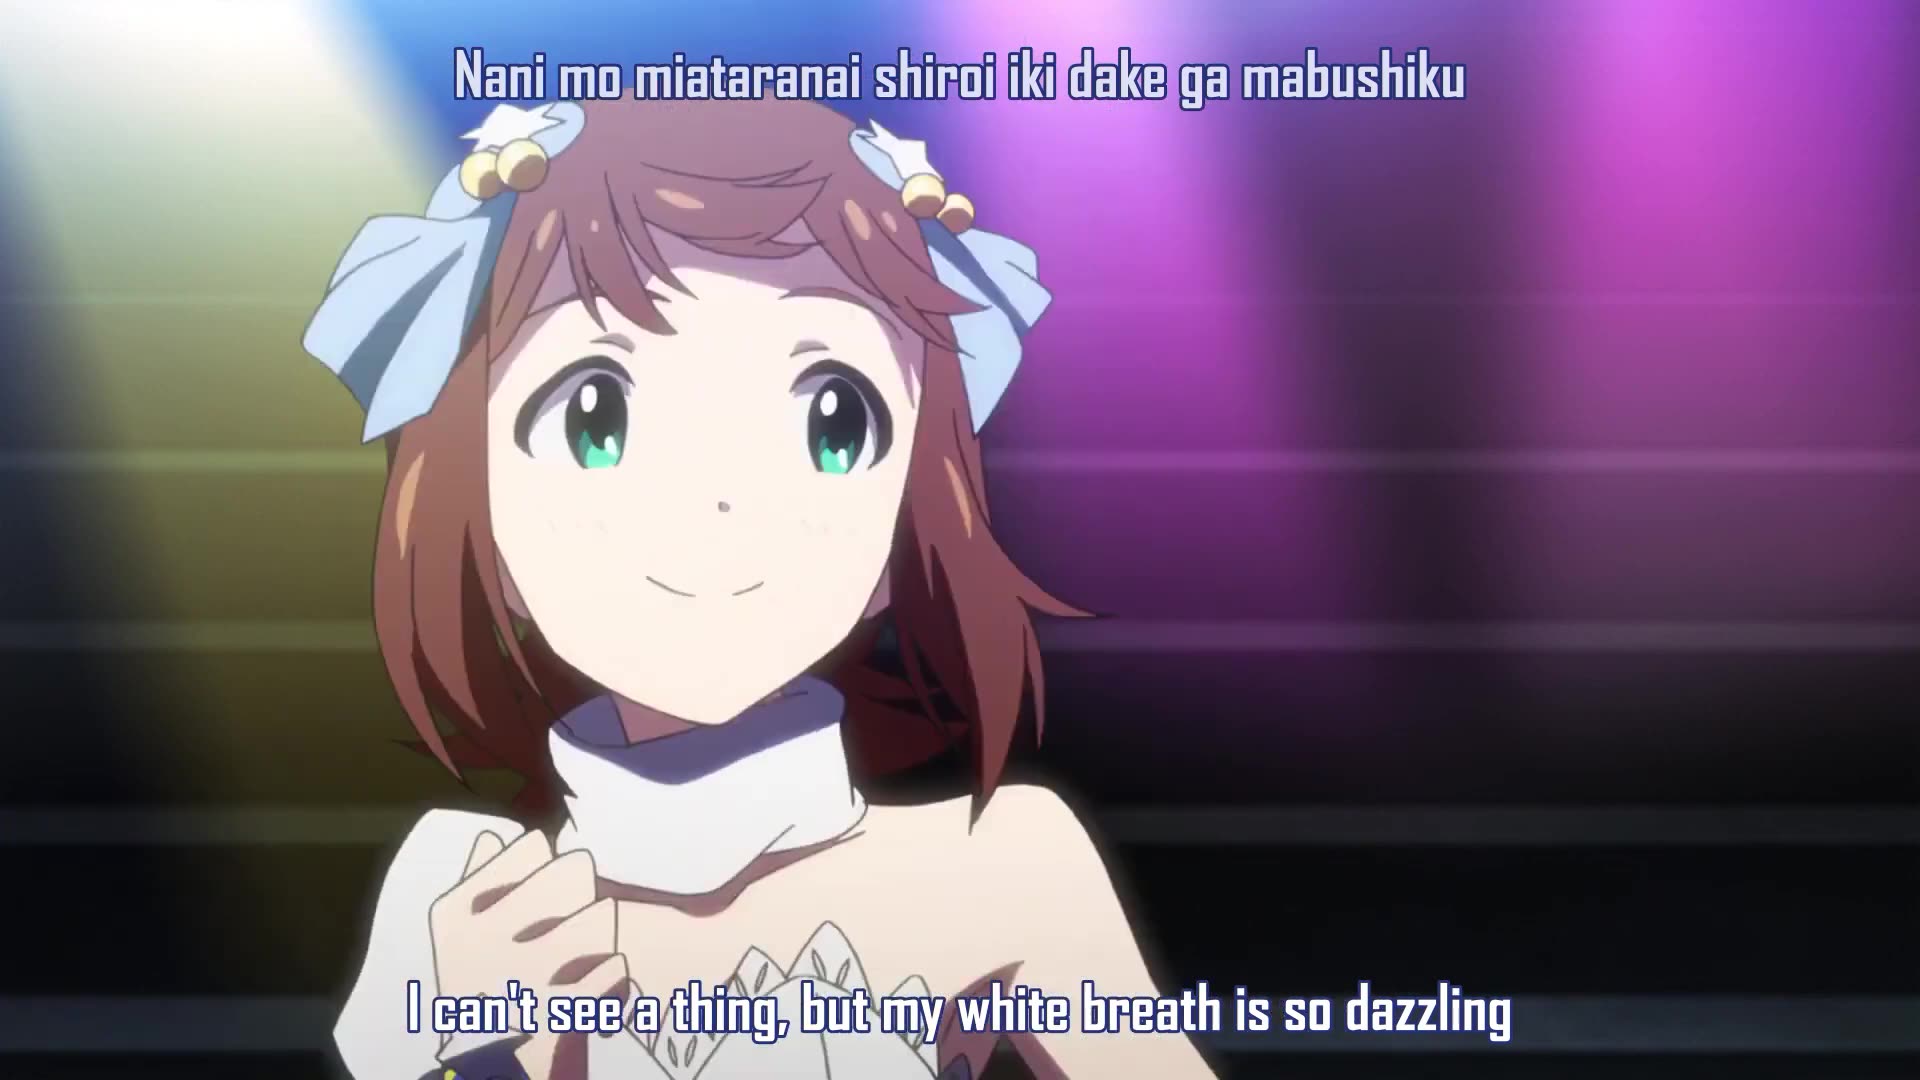 Nani mo miataranai shiroi iki dake ga mabushiku
I can't see a thing, but my white breath is so dazzling